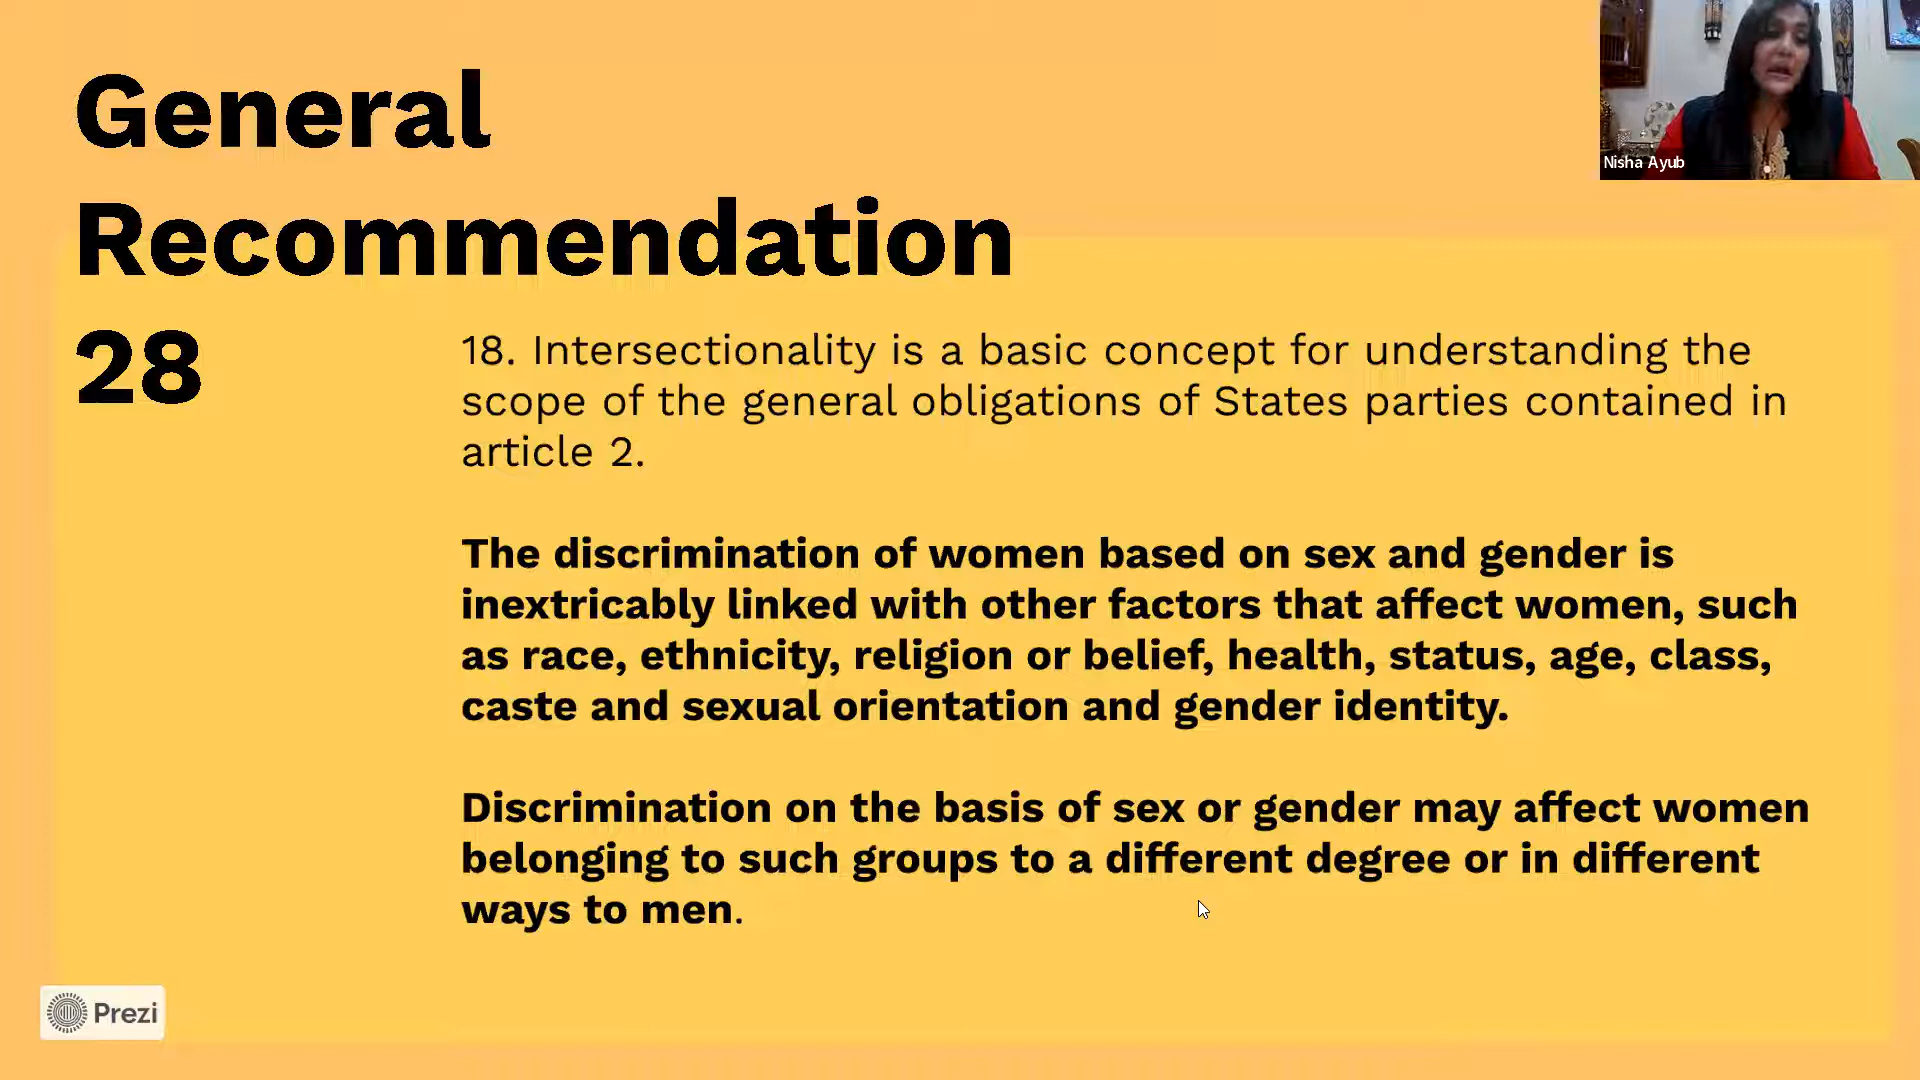 General
Recommendation
28
Nisha Ayub
18. Intersectionality is a basic concept for understanding the
scope of the general obligations of States parties contained in
article 2.
The discrimination of women based on sex and gender is
inextricably linked with other factors that affect women, such
as race, ethnicity, religion or belief, health, status, age, class,
caste and sexual orientation and gender identity.
Discrimination on the basis of sex or gender may affect women
belonging to such groups to a different degree or in different
ways to men.
Prezi